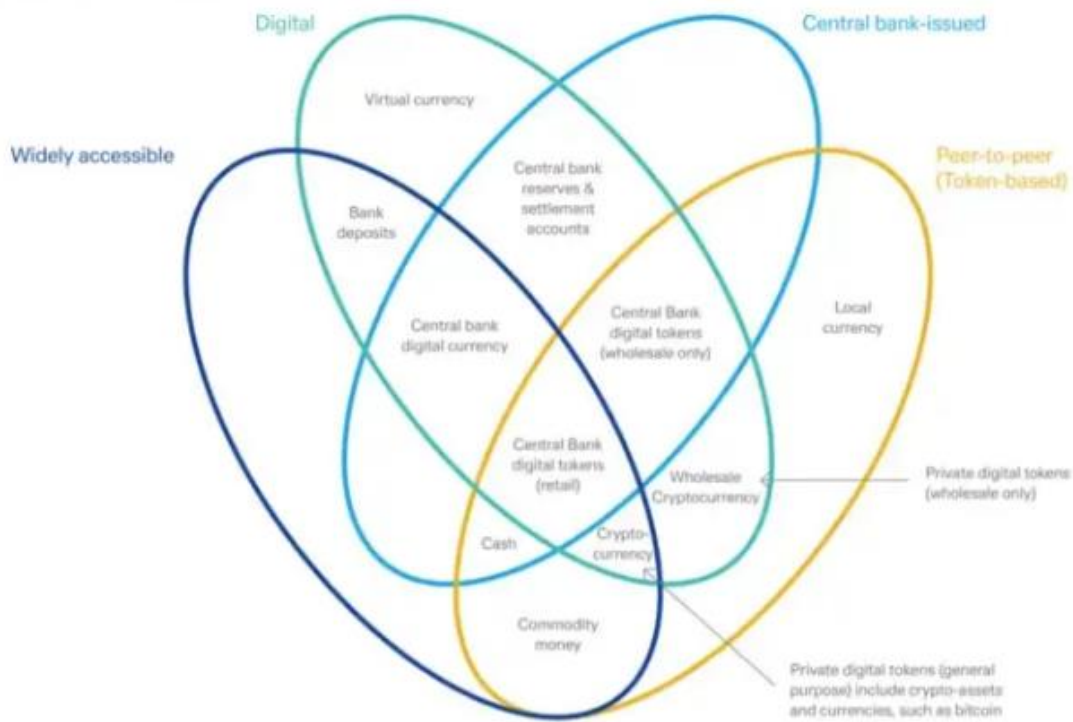 Digital
Central bank-issued
Virtual currency
Widely accessible
Peer-to-peer
(Token-based)
Central bank
reserves &
settlement
accounts
Bank
deposits
Central bank
digital currency
Central Bank
digital tokens
(wholesale only)
Local
currency
Central Bank
digital tokens
(retail)
Wholesale
Cryptocurrency
Private digital tokens
(wholesale only)
Cash
Crypto-
currency
Commodity
money
Private digital tokens (general
purpose) include crypto-assets
and currencies, such as bitcoin